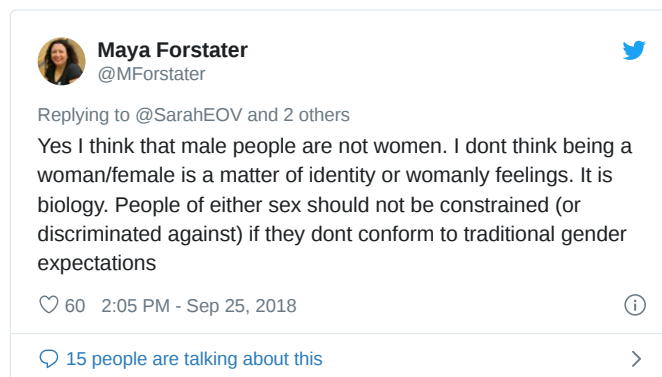 Maya Forstater
@MForstater
Replying to @SarahEOV and 2 others
Yes I think that male people are not women. I dont think being a
woman/female is a matter of identity or womanly feelings. It is
biology. People of either sex should not be constrained (or
discriminated against) if they dont conform to traditional gender
expectations
60 2:05 PM - Sep 25, 2018
15 people are talking about this